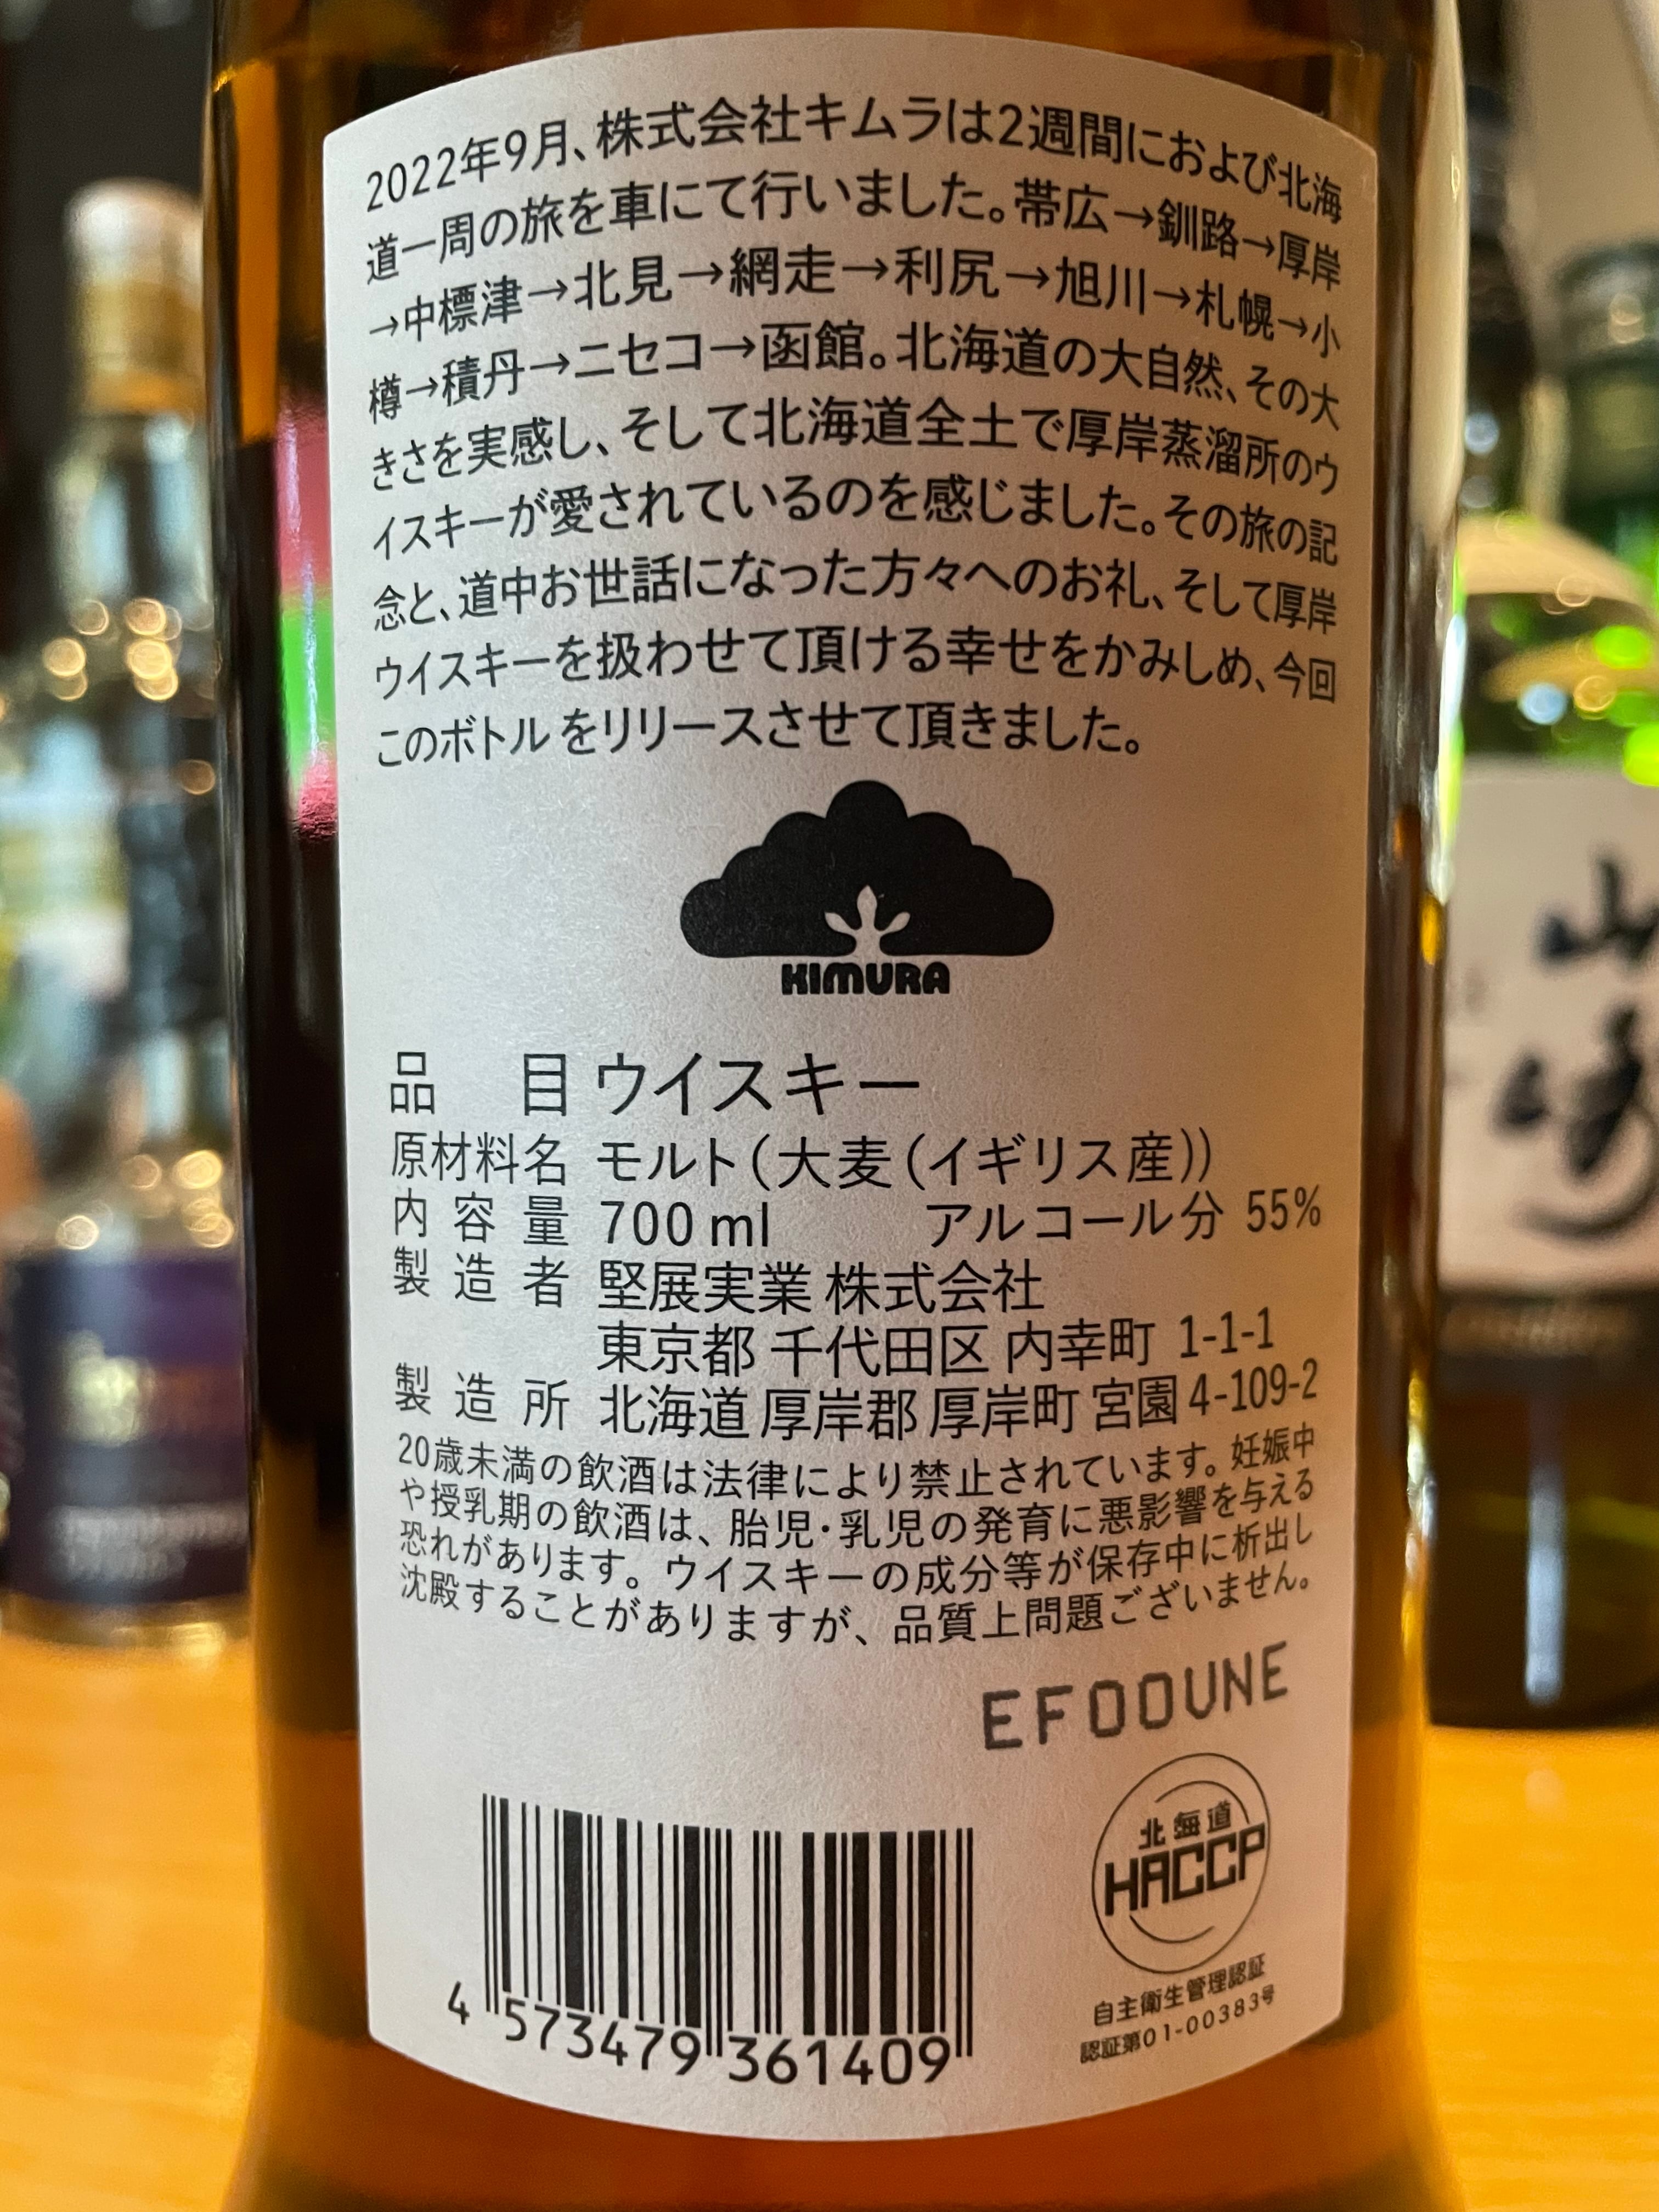 2022年9月、株式会社キムラは2週間におよび北海
道一周の旅を車にて行いました。帯広→釧路→厚岸
→中標津→北見→網走→利尻→旭川→札幌→小
樽→積丹→ニセコ→函館。北海道の大自然、その大
きさを実感し、そして北海道全土で厚岸蒸溜所のウ
イスキーが愛されているのを感じました。その旅の記
念と、道中お世話になった方々へのお礼、そして厚岸
ウイスキーを扱わせて頂ける幸せをかみしめ、今回
このボトルをリリースさせて頂きました。
KIMURA
品 目 ウイスキー
原材料名 モルト(大麦(イギリス産))
内容量 700ml アルコール分 55%
製造者 堅展実業 株式会社
東京都 千代田区 内幸町 1-1-1
製造所 北海道 厚岸郡 厚岸町 宮園 4-109-2
20歳未満の飲酒は法律により禁止されています。妊娠中
や授乳期の飲酒は、胎児・乳児の発育に悪影響を与える
恐れがあります。ウイスキーの成分等が保存中に析出し
沈殿することがありますが、品質上問題ございません。
EFOOUNE
北海道
HACCP
自主衛生管理認証
認証第01-00383号
4 573479 361409
山
崎